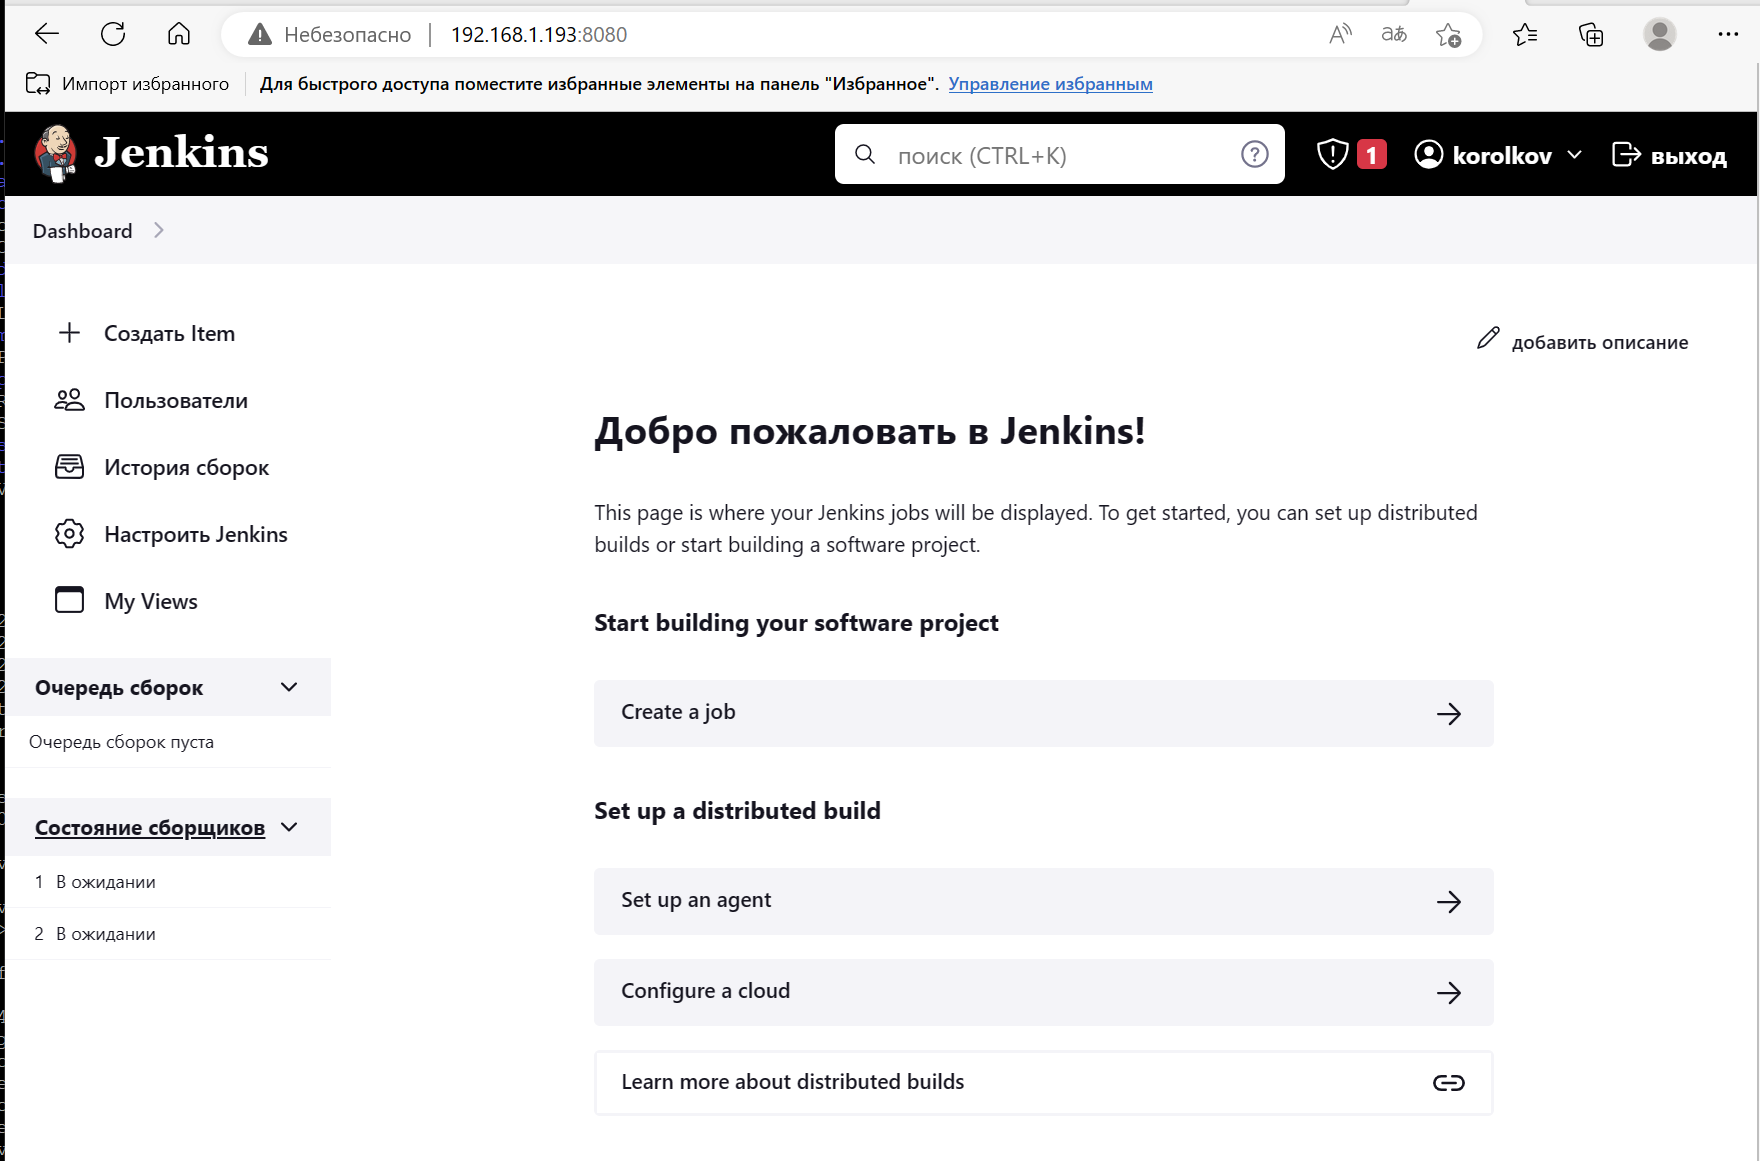 Небезопасно 192.168.1.193:8080
Импорт избранного Для быстрого доступа поместите избранные элементы на панель "Избранное". Управление избранным
Jenkins поиск (CTRL+K) 1 korolkov выход
Dashboard
Создать Item
добавить описание
Пользователи
История сборок
Настроить Jenkins
My Views
Очередь сборок
Очередь сборок пуста
Состояние сборщиков
1 В ожидании
2 В ожидании
Добро пожаловать в Jenkins!
This page is where your Jenkins jobs will be displayed. To get started, you can set up distributed
builds or start building a software project.
Start building your software project
Create a job
Set up a distributed build
Set up an agent
Configure a cloud
Learn more about distributed builds